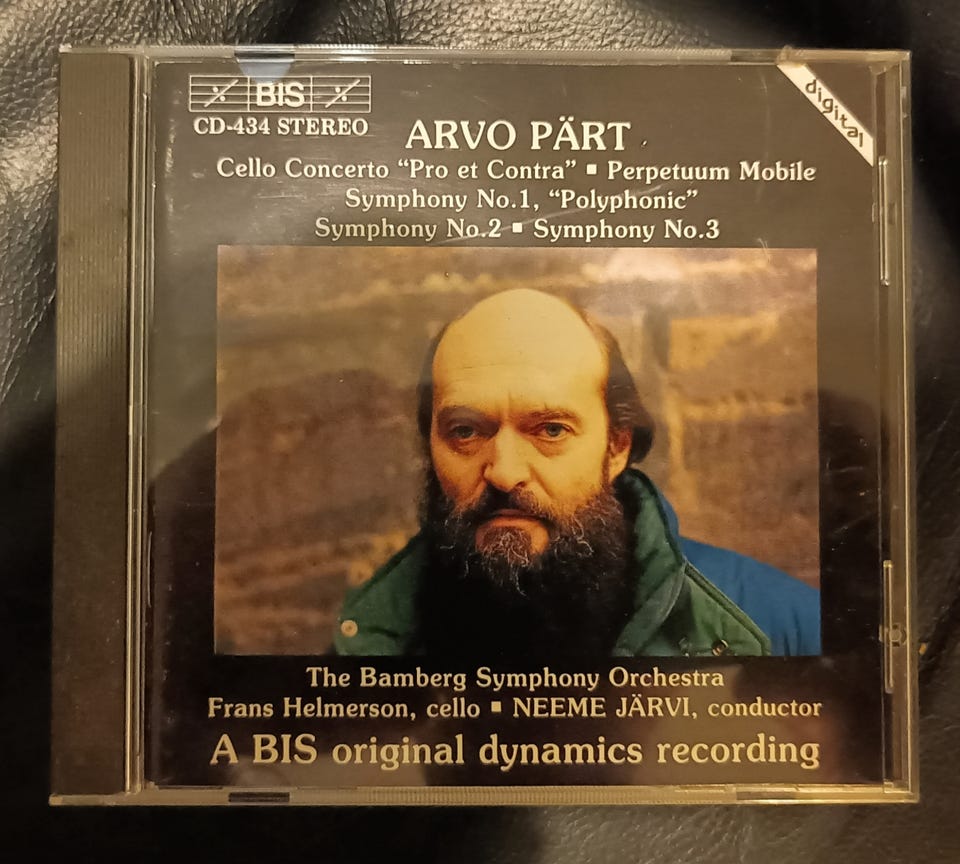 BIS
CD-434 STEREO
digital
ARVO PÄRT
Cello Concerto “Pro et Contra” ▪ Perpetuum Mobile
Symphony No.1, “Polyphonic”
Symphony No.2 ▪ Symphony No.3
The Bamberg Symphony Orchestra
Frans Helmerson, cello ▪ NEEME JÄRVI, conductor
A BIS original dynamics recording